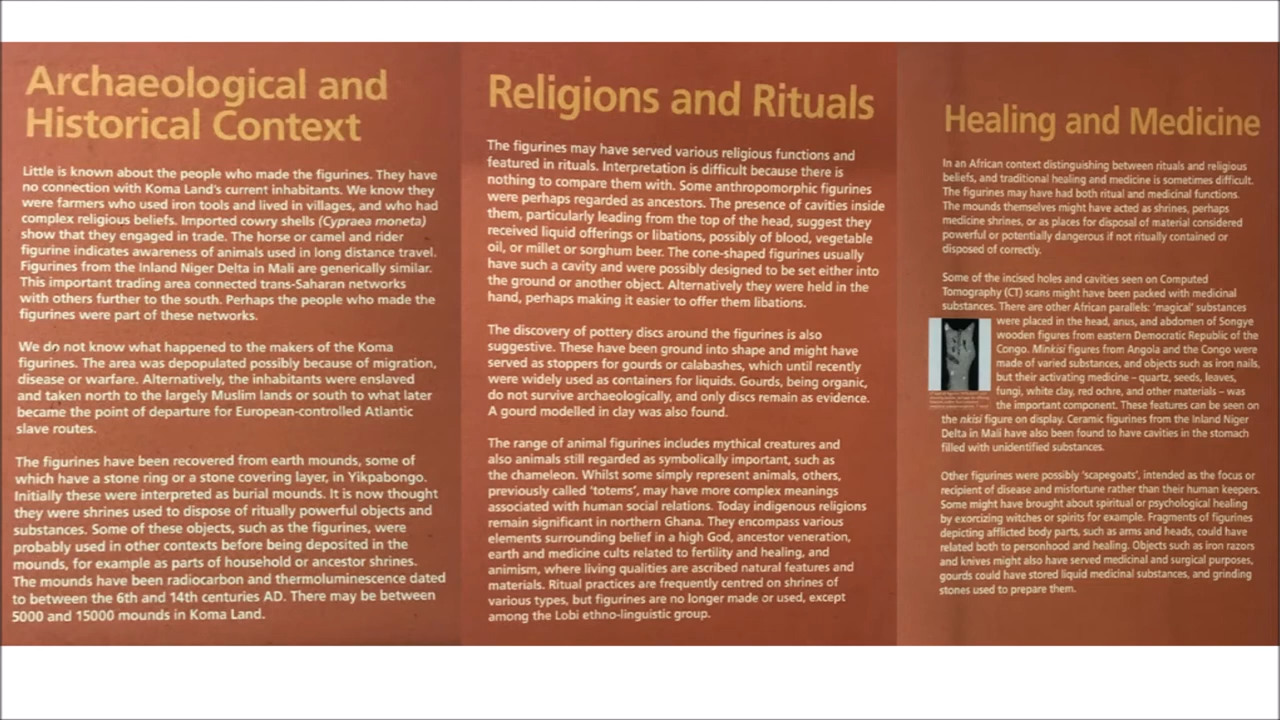 Archaeological and
Historical Context
Little is known about the people who made the figurines. They have
no connection with Koma Land's current inhabitants. We know they
were farmers who used iron tools and lived in villages, and who had
complex religious beliefs. Imported cowry shells (Cypraea moneta)
show that they engaged in trade. The horse or camel and rider
figurine indicates awareness of animals used in long distance travel.
Figurines from the Inland Niger Delta in Mali are generically similar.
This important trading area connected trans-Saharan networks
with others further to the south. Perhaps the people who made the
figurines were part of these networks.
We do not know what happened to the makers of the Koma
figurines. The area was depopulated possibly because of migration,
disease or warfare. Alternatively, the inhabitants were enslaved
and taken north to the largely Muslim lands or south to what later
became the point of departure for European-controlled Atlantic
slave routes.
The figurines have been recovered from earth mounds, some of
which have a stone ring or a stone covering layer, in Yikpabongo.
Initially these were interpreted as burial mounds. It is now thought
they were shrines used to dispose of ritually powerful objects and
substances. Some of these objects, such as the figurines, were
probably used in other contexts before being deposited in the
mounds, for example as parts of household or ancestor shrines.
The mounds have been radiocarbon and thermoluminescence dated
to between the 6th and 14th centuries AD. There may be between
5000 and 15000 mounds in Koma Land.
Religions and Rituals
The figurines may have served various religious functions and
featured in rituals. Interpretation is difficult because there is
nothing to compare them with. Some anthropomorphic figurines
were perhaps regarded as ancestors. The presence of cavities inside
them, particularly leading from the top of the head, suggest they
received liquid offerings or libations, possibly of blood, vegetable
oil, or millet or sorghum beer. The cone-shaped figurines usually
have such a cavity and were possibly designed to be set either into
the ground or another object. Alternatively they were held in the
hand, perhaps making it easier to offer them libations.
The discovery of pottery discs around the figurines is also
suggestive. These have been ground into shape and might have
served as stoppers for gourds or calabashes, which until recently
were widely used as containers for liquids. Gourds, being organic,
do not survive archaeologically, and only discs remain as evidence.
A gourd modelled in clay was also found.
The range of animal figurines includes mythical creatures and
also animals still regarded as symbolically important, such as
the chameleon. Whilst some simply represent animals, others,
previously called 'totems', may have more complex meanings
associated with human social relations. Today indigenous religions
remain significant in northern Ghana. They encompass various
elements surrounding belief in a high God, ancestor veneration,
earth and medicine cults related to fertility and healing, and
animism, where living qualities are ascribed natural features and
materials. Ritual practices are frequently centred on shrines of
various types, but figurines are no longer made or used, except
among the Lobi ethno-linguistic group.
Healing and Medicine
In an African context distinguishing between rituals and religious
beliefs, and traditional healing and medicine is sometimes difficult.
The figurines may have had both ritual and medicinal functions.
The mounds themselves might have acted as shrines, perhaps
medicine shrines, or as places for disposal of material considered
powerful or potentially dangerous if not ritually contained or
disposed of correctly.
Some of the incised holes and cavities seen on Computed
Tomography (CT) scans might have been packed with medicinal
substances. There are other African parallels: 'magical' substances
were placed in the head, anus, and abdomen of Songye
wooden figures from eastern Democratic Republic of the
Congo. Minkisi figures from Angola and the Congo were
made of varied substances, and objects such as iron nails,
but their activating medicine – quartz, seeds, leaves,
fungi, white clay, red ochre, and other materials – was
the important component. These features can be seen on
the nkisi figure on display. Ceramic figurines from the Inland Niger
Delta in Mali have also been found to have cavities in the stomach
filled with unidentified substances.
Other figurines were possibly 'scapegoats', intended as the focus or
recipient of disease and misfortune rather than their human keepers.
Some might have brought about spiritual or psychological healing
by exorcizing witches or spirits for example. Fragments of figurines
depicting afflicted body parts, such as arms and heads, could have
related both to personhood and healing. Objects such as iron razors
and knives might also have served medicinal and surgical purposes,
gourds could have stored liquid medicinal substances, and grinding
stones used to prepare them.